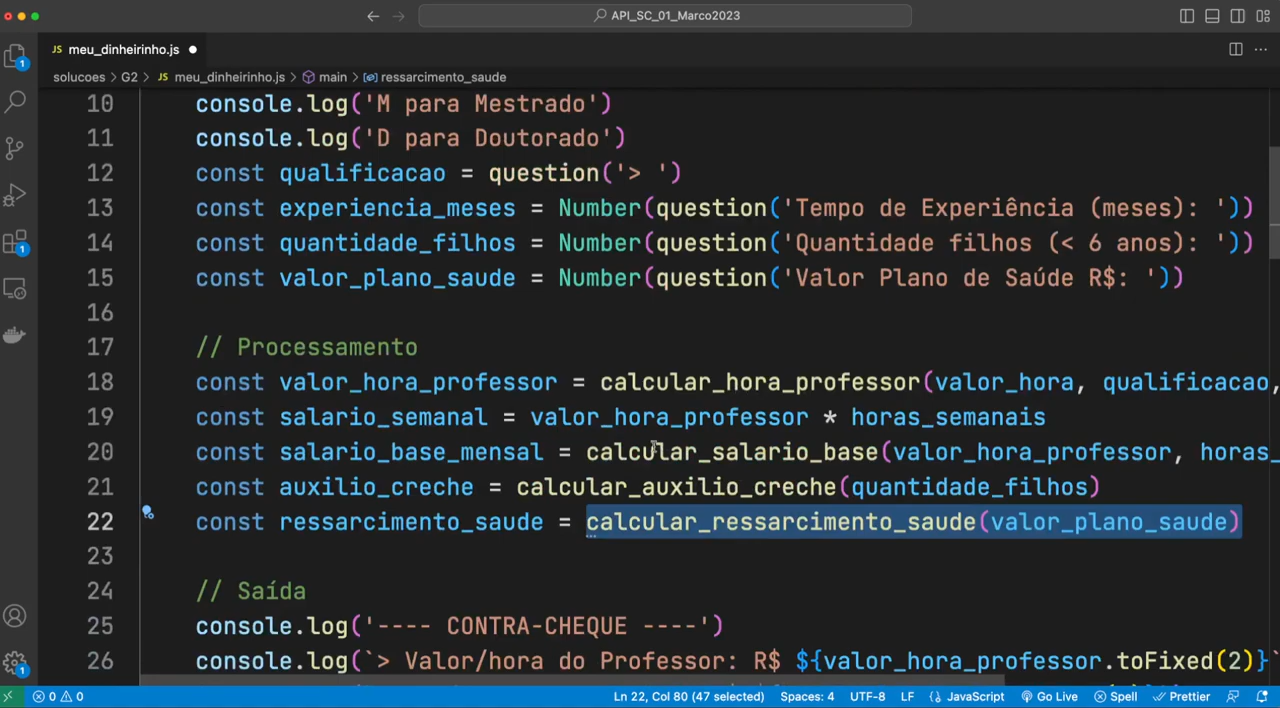 API_SC_01_Marco2023
JS meu_dinheirinho.js
solucoes > G2 > JS meu_dinheirinho.js > main > ressarcimento_saude
10 console.log('M para Mestrado')
11 console.log('D para Doutorado')
12 const qualificacao = question('> ')
13 const experiencia_meses = Number(question('Tempo de Experiência (meses): '))
14 const quantidade_filhos = Number(question('Quantidade filhos (< 6 anos): '))
15 const valor_plano_saude = Number(question('Valor Plano de Saúde R$: '))
16
17 // Processamento
18 const valor_hora_professor = calcular_hora_professor(valor_hora, qualificacao,
19 const salario_semanal = valor_hora_professor * horas_semanais
20 const salario_base_mensal = calcular_salario_base(valor_hora_professor, horas_
21 const auxilio_creche = calcular_auxilio_creche(quantidade_filhos)
22 const ressarcimento_saude = calcular_ressarcimento_saude(valor_plano_saude)
23
24 // Saída
25 console.log('---- CONTRA-CHEQUE ----')
26 console.log(`> Valor/hora do Professor: R$ ${valor_hora_professor.toFixed(2)}`
1
1
1
0 0 Ln 22, Col 80 (47 selected) Spaces: 4 UTF-8 LF {} JavaScript Go Live Spell Prettier